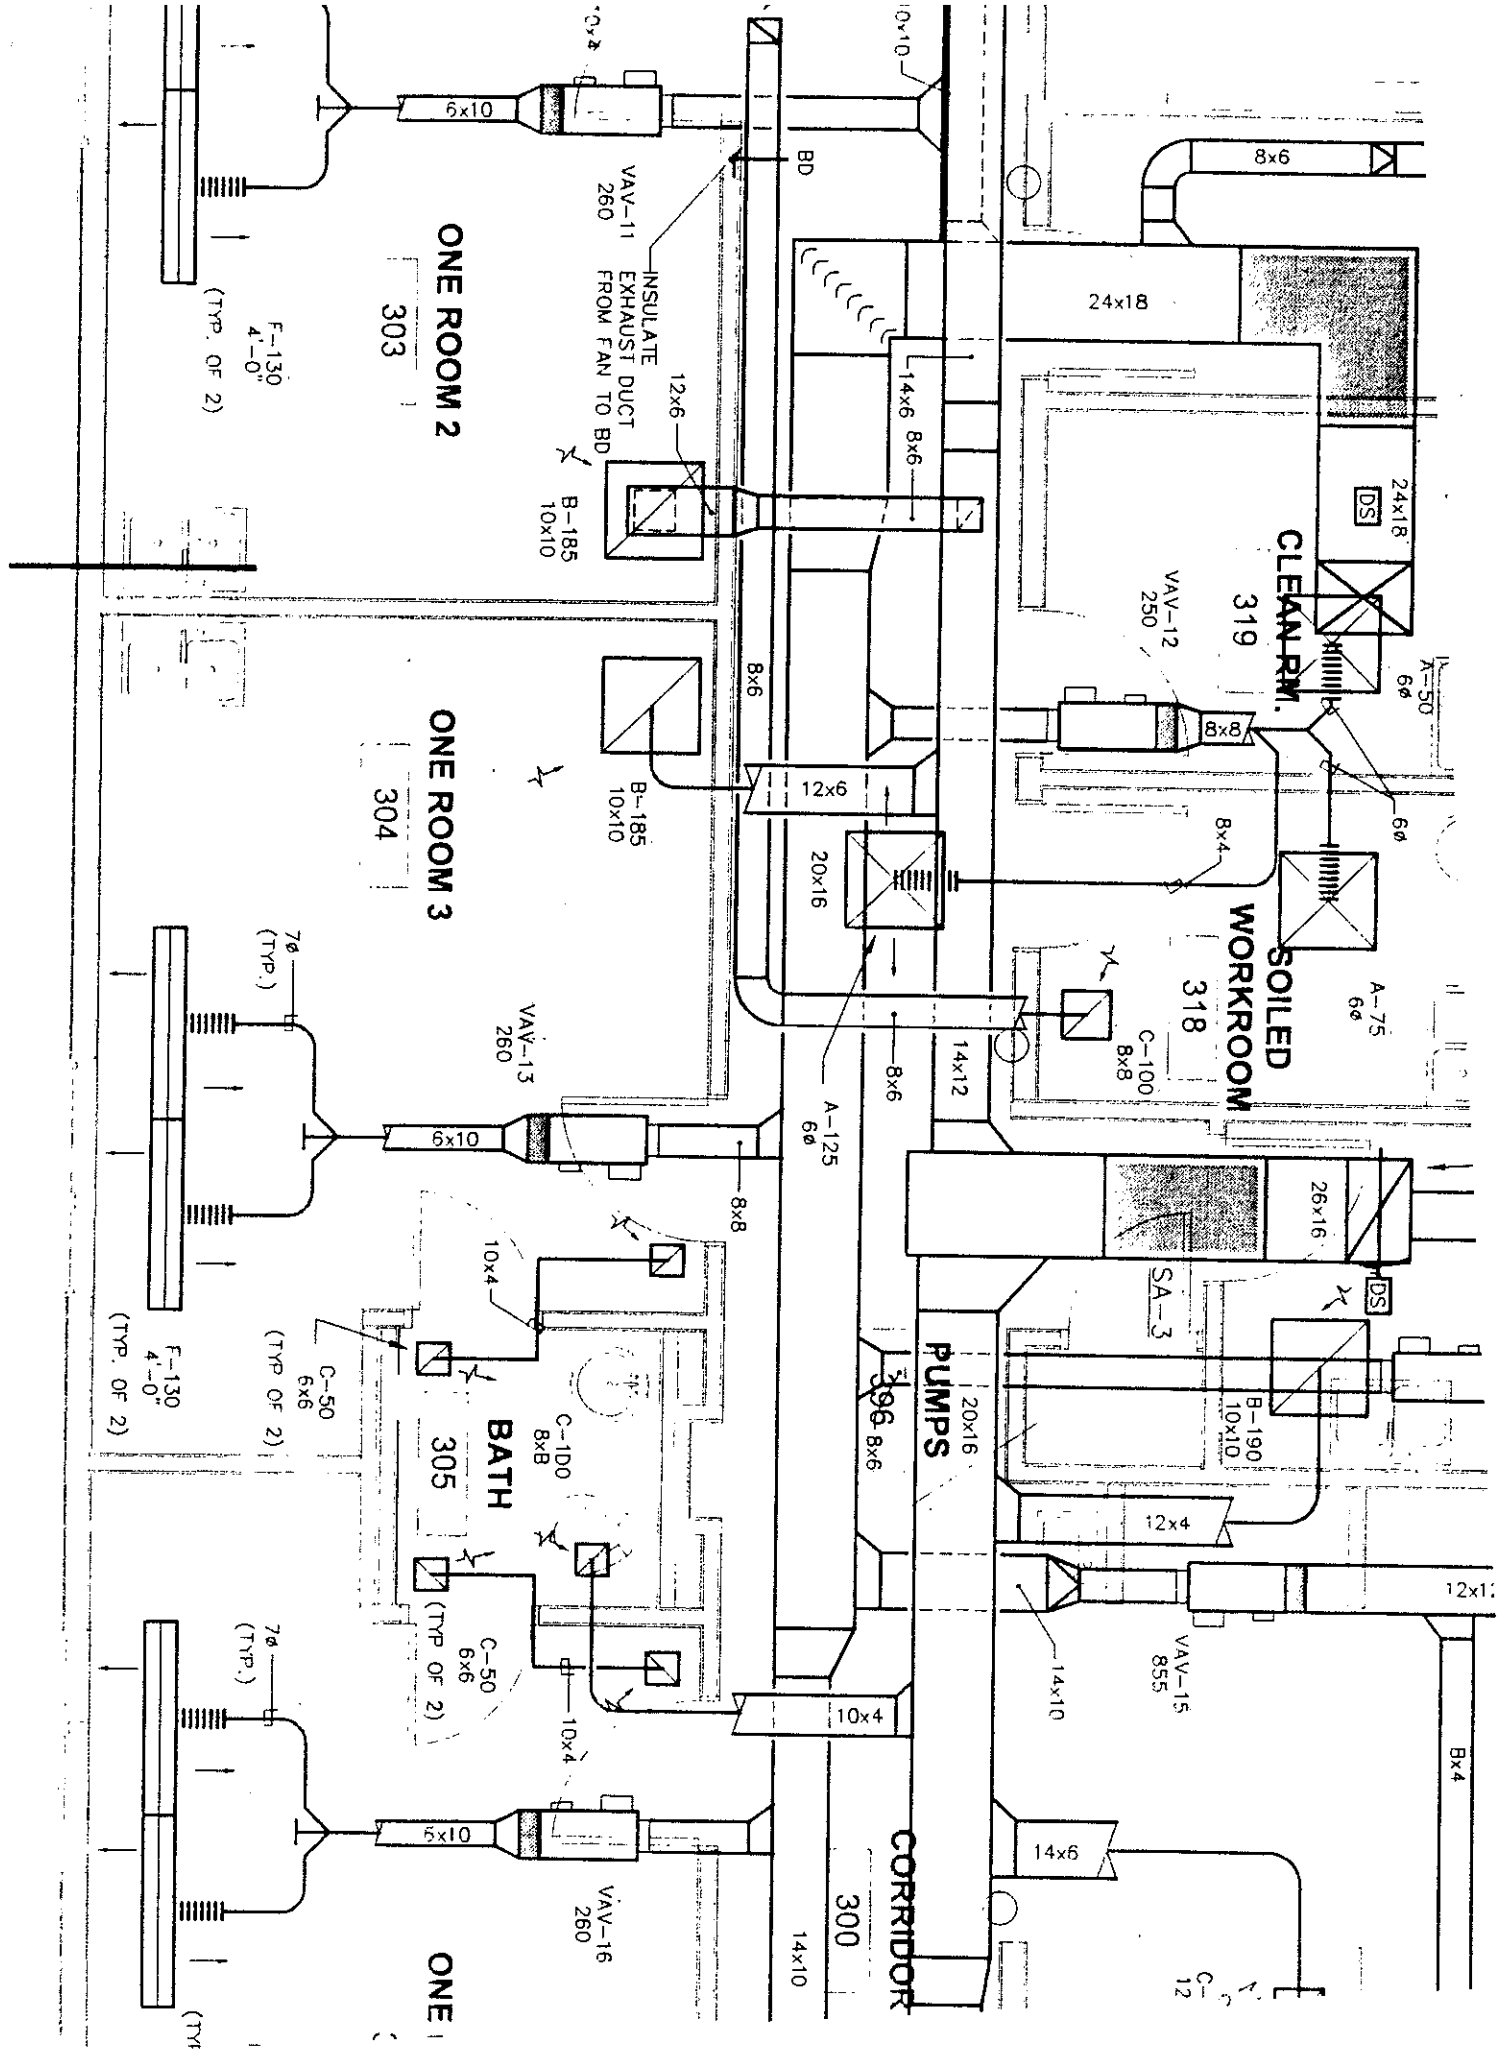 10x10
8x6
6x10
BD
VAV-11
260
INSULATE
EXHAUST DUCT
FROM FAN TO BD
ONE ROOM 2
303
F-130
4'-0"
(TYP. OF 2)
24x18
14x6
8x6
12x6
B-185
10x10
24x18
DS
CLEAN RM.
319
VAV-12
250
A-50
6ø
8x8
6ø
8x6
12x6
B-185
10x10
ONE ROOM 3
304
8x4
20x16
SOILED
WORKROOM
318
A-75
6ø
C-100
8x8
14x12
8x6
A-125
6ø
7ø
(TYP.)
VAV-13
260
6x10
8x8
26x16
DS
SA-3
10x4
F-130
4'-0"
(TYP. OF 2)
C-50
6x6
(TYP OF 2)
BATH
305
C-1D0
8xB
PUMPS
396
20x16
8x6
B-190
10x10
12x4
12x12
VAV-15
855
14x10
8x4
C-50
6x6
(TYP OF 2)
10x4
10x4
7ø
(TYP.)
6x10
VAV-16
260
14x6
CORRIDOR
300
14x10
ONE
C-
12